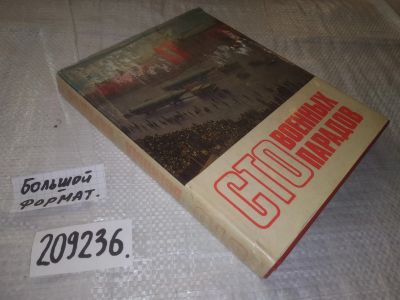 СТО
ВОЕННЫХ
ПАРАДОВ
Большой
формат.
209236.